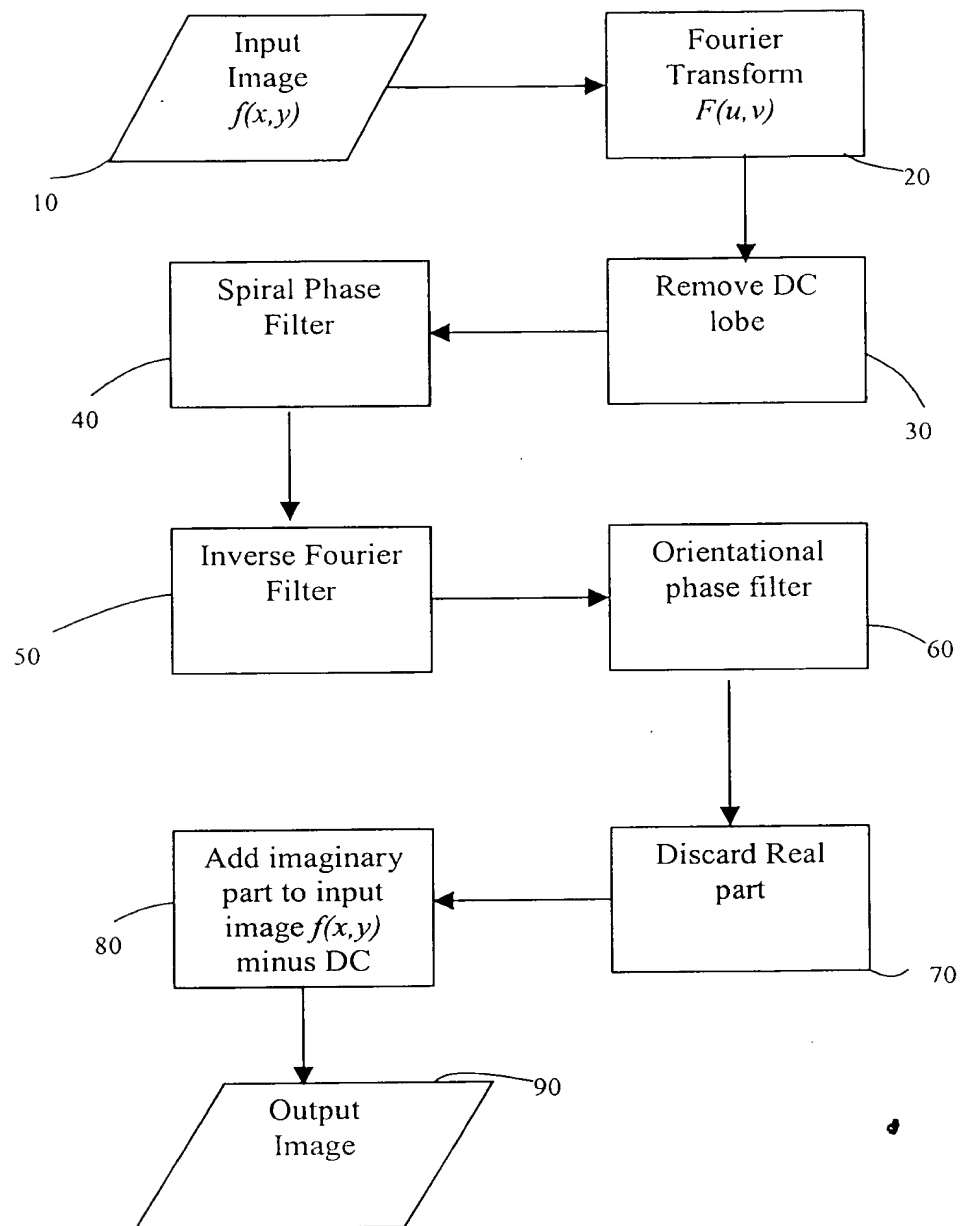 Input
Image
f(x,y)
10
Fourier
Transform
F(u,v)
20
Remove DC
lobe
30
Spiral Phase
Filter
40
Inverse Fourier
Filter
50
Orientational
phase filter
60
Discard Real
part
70
Add imaginary
part to input
image f(x,y)
minus DC
80
Output
Image
90